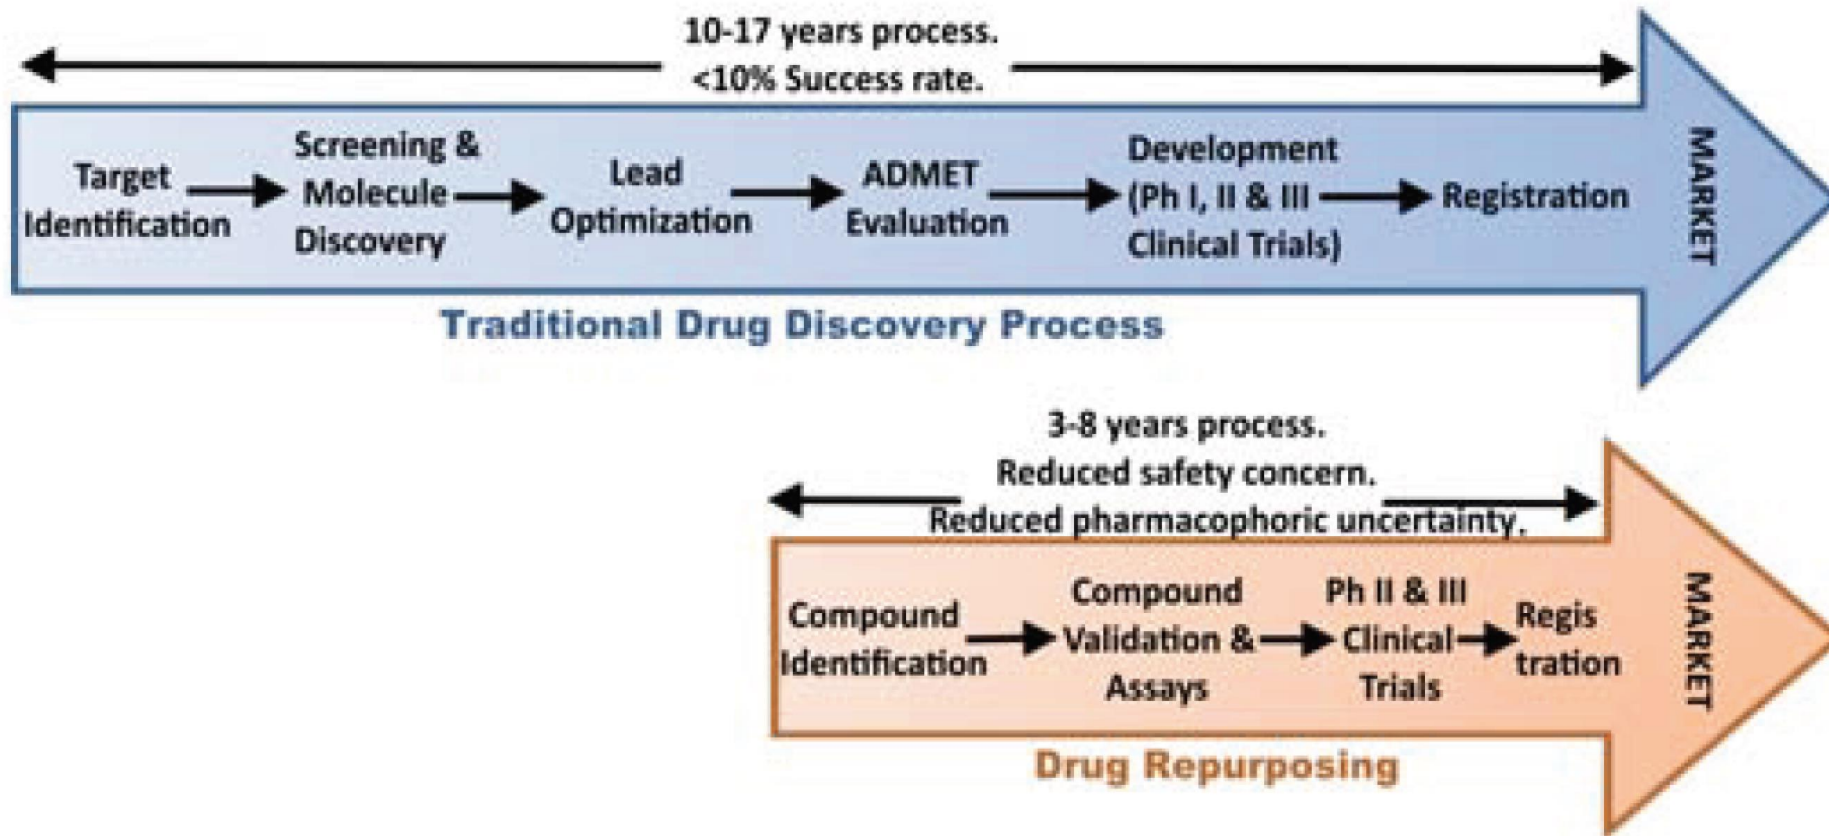 10-17 years process.
<10% Success rate.
Target
Identification
Screening &
Molecule
Discovery
Lead
Optimization
ADMET
Evaluation
Development
(Ph I, II & III
Clinical Trials)
Registration
MARKET
Traditional Drug Discovery Process
3-8 years process.
Reduced safety concern.
Reduced pharmacophoric uncertainty.
Compound
Identification
Compound
Validation &
Assays
Ph II & III
Clinical
Trials
Regis
tration
MARKET
Drug Repurposing